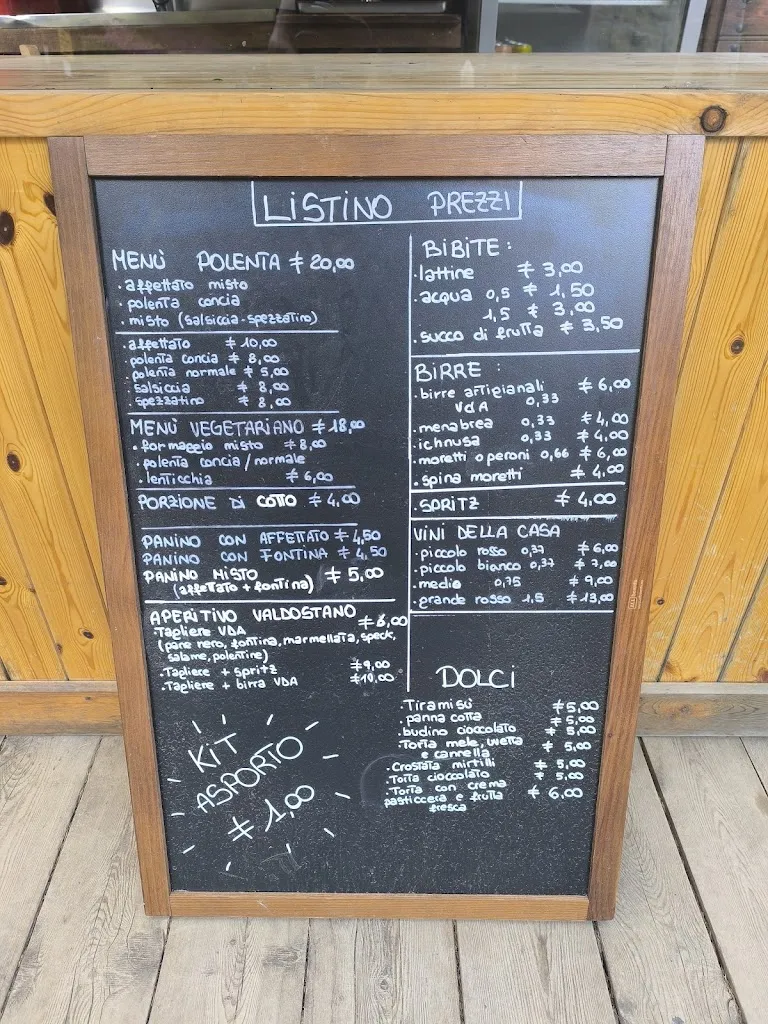 LISTINO PREZZI
MENÙ POLENTA € 20,00
. affettato misto
. polenta concia
. misto (salsiccia - spezzatino)
. affettato € 10,00
. polenta concia € 8,00
. polenta normale € 5,00
. salsiccia € 8,00
. spezzatino € 8,00
MENÙ VEGETARIANO € 18,00
. formaggio misto € 8,00
. polenta concia / normale
. lenticchia € 6,00
PORZIONE DI COTTO € 4,00
PANINO CON AFFETTATO € 4,50
PANINO CON FONTINA € 4,50
PANINO MISTO € 5,00
(affettato + fontina)
APERITIVO VALDOSTANO
. Tagliere VDA
(pane nero, fontina, marmellata, speck,
salame, polentine)
. Tagliere + spritz € 9,00
. Tagliere + birra VDA € 10,00
KIT
ASPORTO
€ 1,00
BIBITE :
. lattine € 3,00
. acqua 0,5 € 1,50
1,5 € 3,00
. succo di frutta € 3,50
BIRRE :
. birre artigianali € 6,00
VdA 0,33
. menabrea 0,33 € 4,00
. ichnusa 0,33 € 4,00
. moretti o peroni 0,66 € 6,00
. spina moretti € 4,00
. SPRITZ € 4,00
VINI DELLA CASA
. piccolo rosso 0,37 € 6,00
. piccolo bianco 0,37 € 7,00
. medio 0,75 € 9,00
. grande rosso 1,5 € 13,00
DOLCI
. Tiramisù € 5,00
. panna cotta € 5,00
. budino cioccolato € 5,00
. Torta mele, uvetta € 5,00
e cannella
. Crostata mirtilli € 5,00
. Torta cioccolato € 5,00
. Torta con crema € 6,00
pasticcera e frutta
fresca